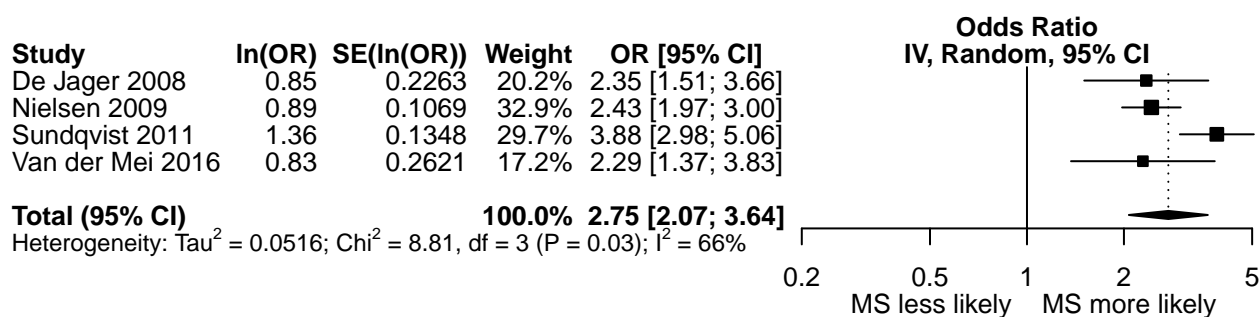 Odds Ratio
Study ln(OR) SE(ln(OR)) Weight OR [95% CI] IV, Random, 95% CI
De Jager 2008 0.85 0.2263 20.2% 2.35 [1.51; 3.66]
Nielsen 2009 0.89 0.1069 32.9% 2.43 [1.97; 3.00]
Sundqvist 2011 1.36 0.1348 29.7% 3.88 [2.98; 5.06]
Van der Mei 2016 0.83 0.2621 17.2% 2.29 [1.37; 3.83]
Total (95% CI) 100.0% 2.75 [2.07; 3.64]
Heterogeneity: Tau² = 0.0516; Chi² = 8.81, df = 3 (P = 0.03); I² = 66%
0.2 0.5 1 2 5
MS less likely MS more likely